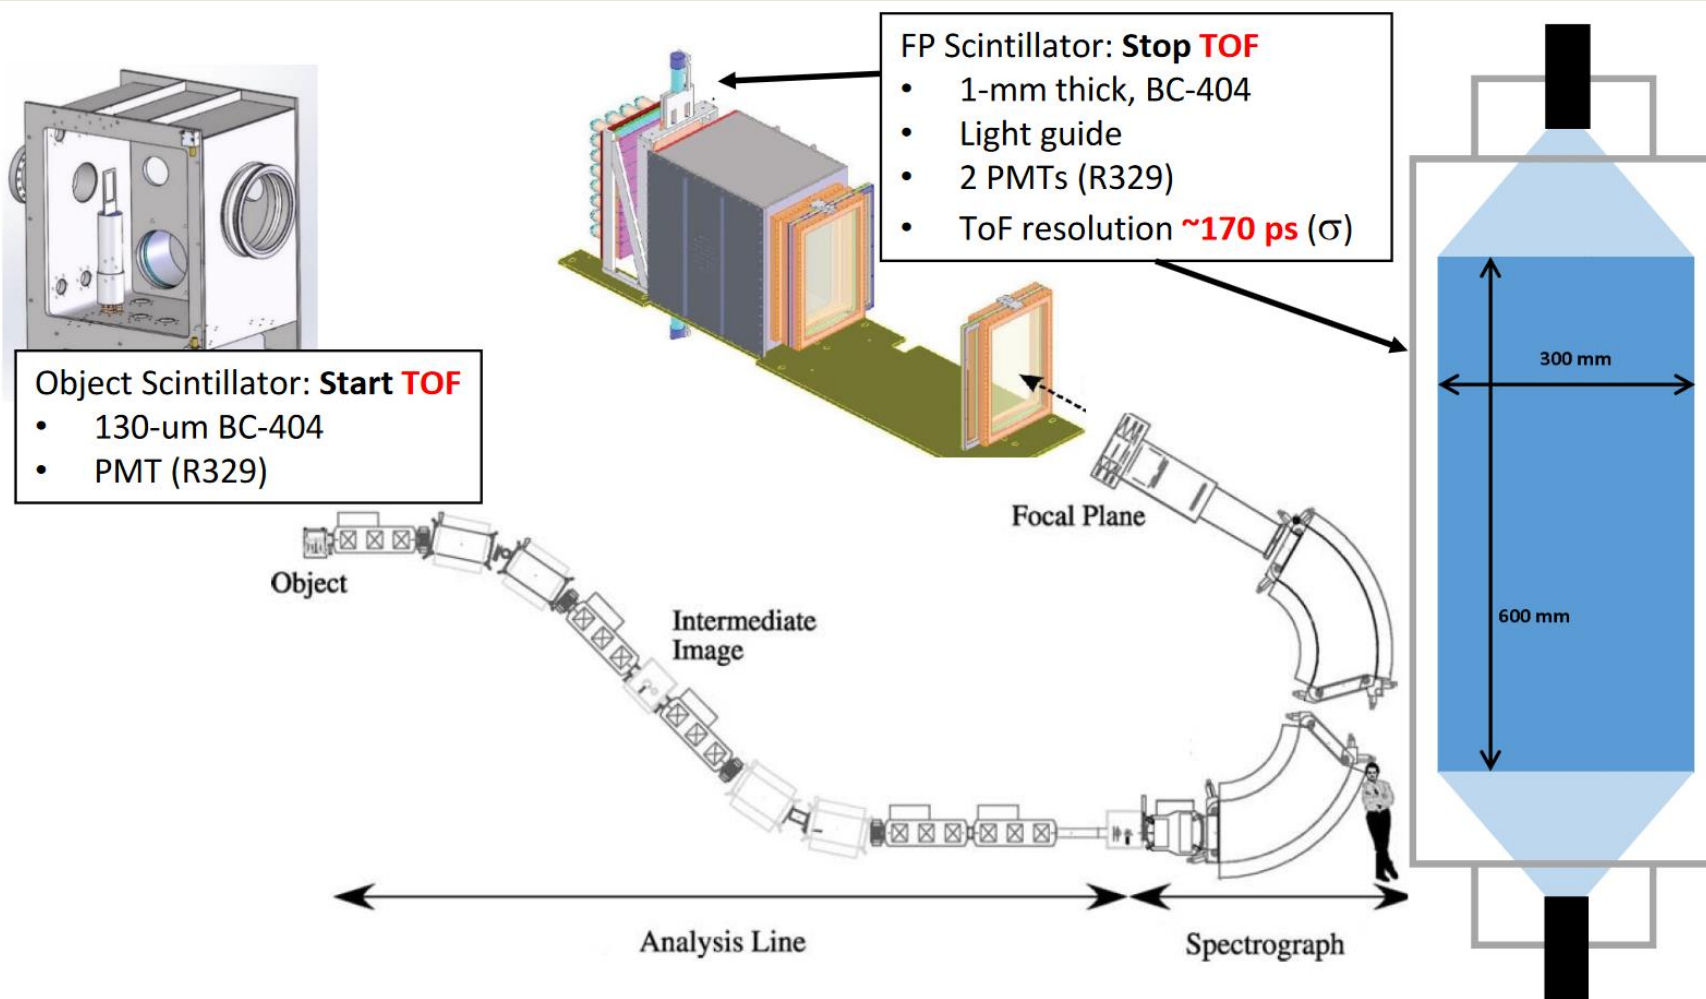 FP Scintillator: Stop TOF
• 1-mm thick, BC-404
• Light guide
• 2 PMTs (R329)
• ToF resolution ~170 ps (σ)
Object Scintillator: Start TOF
• 130-um BC-404
• PMT (R329)
300 mm
600 mm
Focal Plane
Object
Intermediate
Image
Analysis Line
Spectrograph